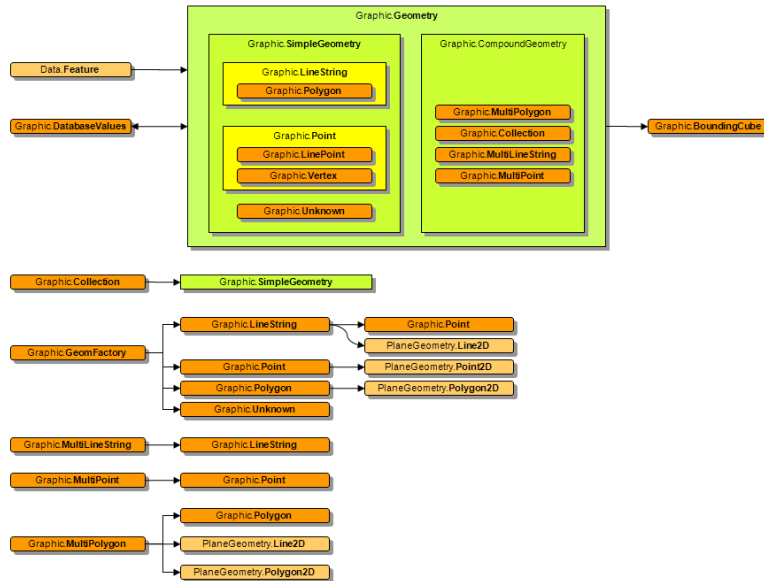 Graphic.Geometry
Graphic.SimpleGeometry
Graphic.CompoundGeometry
Data.Feature
Graphic.LineString
Graphic.Polygon
Graphic.DatabaseValues
Graphic.Point
Graphic.LinePoint
Graphic.Vertex
Graphic.Unknown
Graphic.MultiPolygon
Graphic.Collection
Graphic.MultiLineString
Graphic.MultiPoint
Graphic.BoundingCube
Graphic.Collection
Graphic.SimpleGeometry
Graphic.GeomFactory
Graphic.LineString
Graphic.Point
PlaneGeometry.Line2D
Graphic.Point
PlaneGeometry.Point2D
Graphic.Polygon
PlaneGeometry.Polygon2D
Graphic.Unknown
Graphic.MultiLineString
Graphic.LineString
Graphic.MultiPoint
Graphic.Point
Graphic.MultiPolygon
Graphic.Polygon
PlaneGeometry.Line2D
PlaneGeometry.Polygon2D